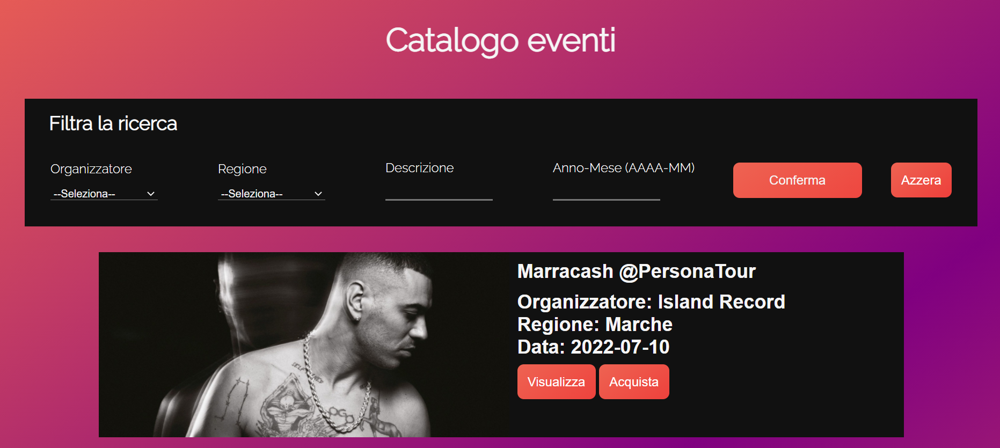 Catalogo eventi
Filtra la ricerca
Organizzatore
Regione
Descrizione
Anno-Mese (AAAA-MM)
--Seleziona--
--Seleziona--
Conferma
Azzera
Marracash @PersonaTour
Organizzatore: Island Record
Regione: Marche
Data: 2022-07-10
Visualizza
Acquista